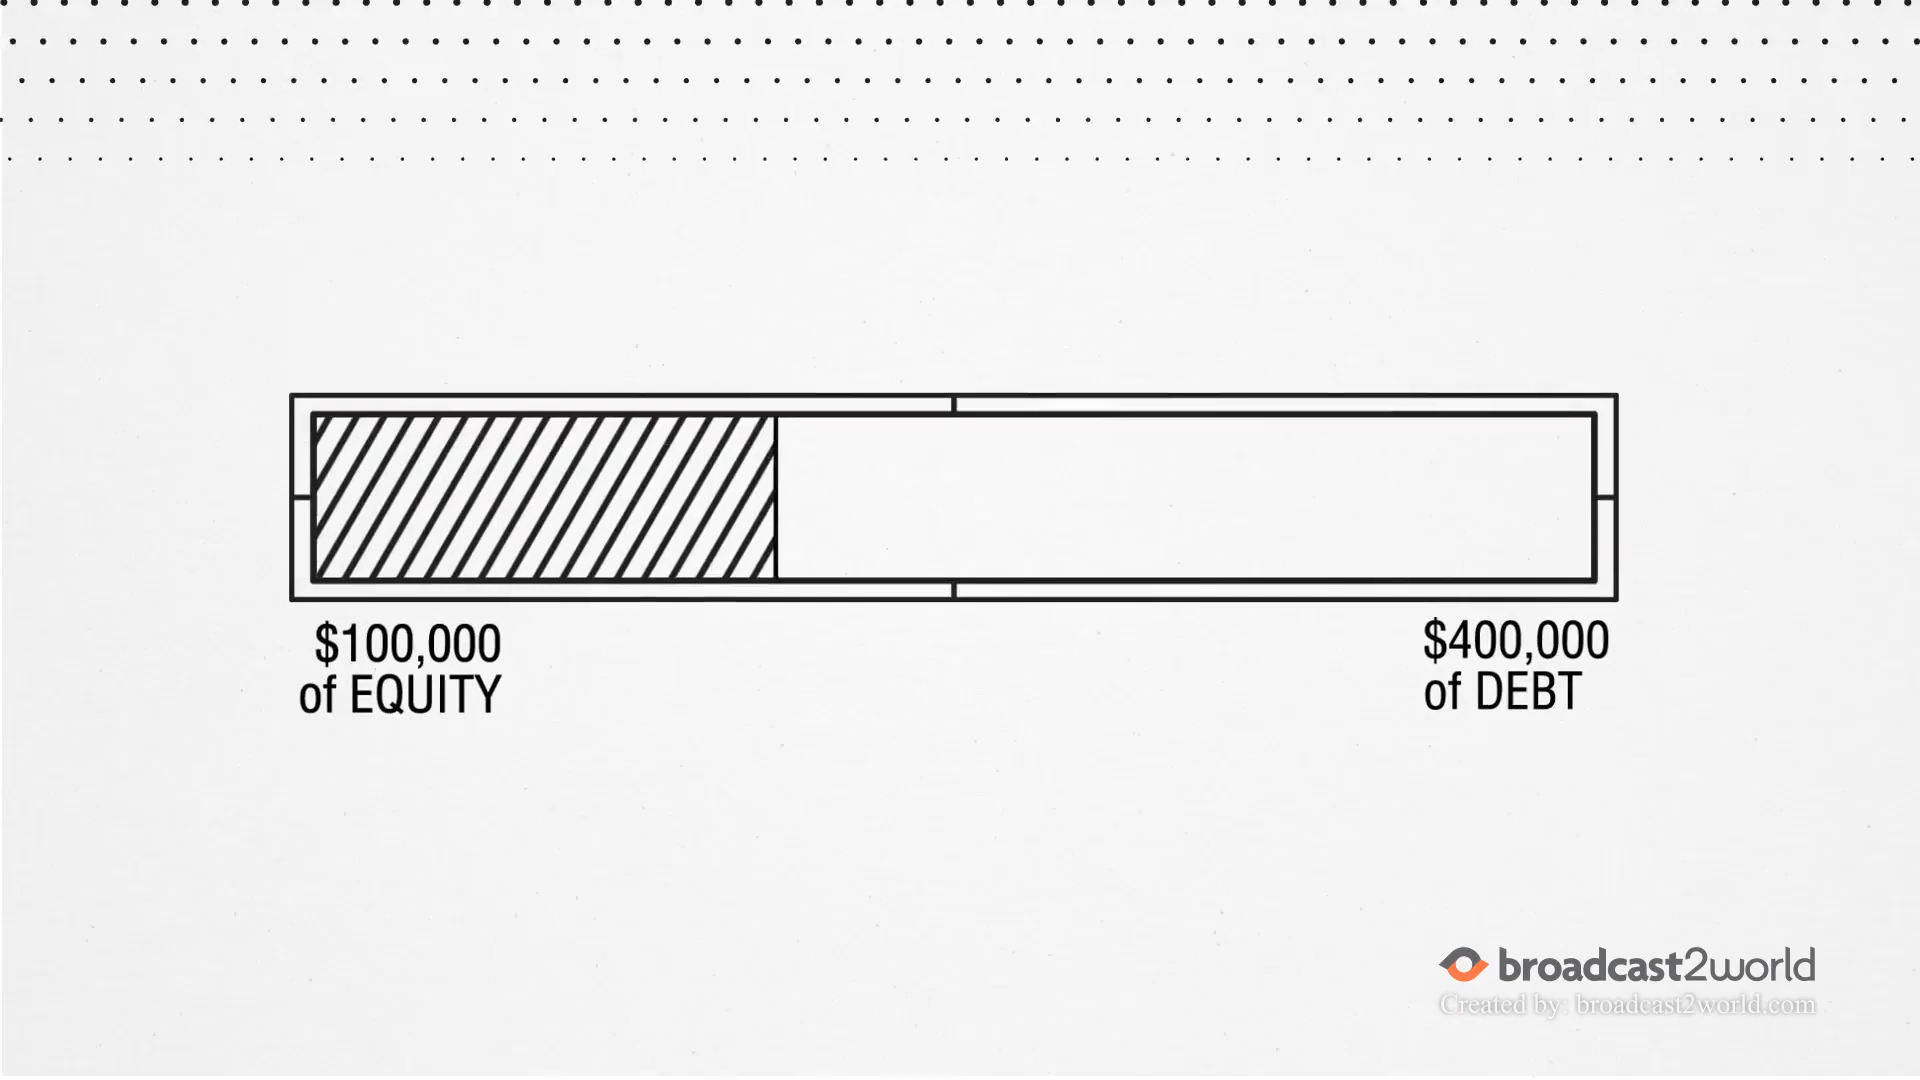 $100,000
of EQUITY
$400,000
of DEBT
broadcast2world
Created by: broadcast2world.com